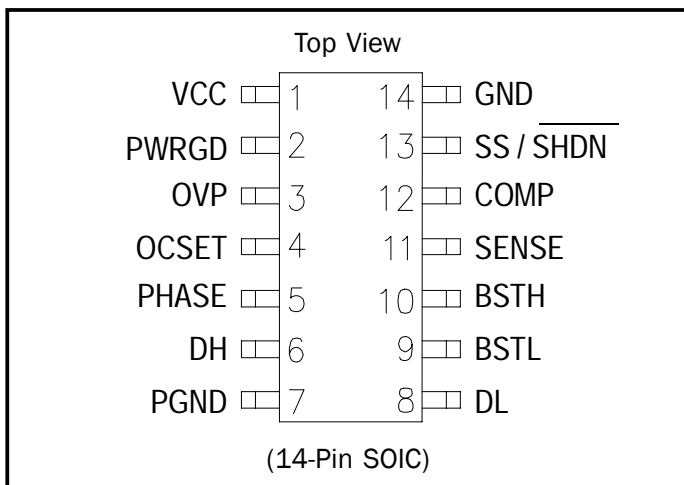 Top View
VCC 1 14 GND
PWRGD 2 13 SS / SHDN
OVP 3 12 COMP
OCSET 4 11 SENSE
PHASE 5 10 BSTH
DH 6 9 BSTL
PGND 7 8 DL
(14-Pin SOIC)